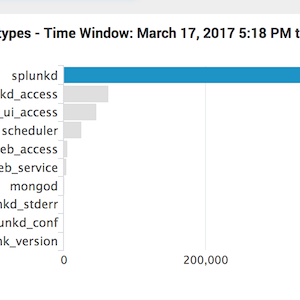 types - Time Window: March 17, 2017 5:18 PM t
splunkd
kd_access
_ui_access
scheduler
eb_access
eb_service
mongod
nkd_stderr
unkd_conf
nk_version
0 200,000